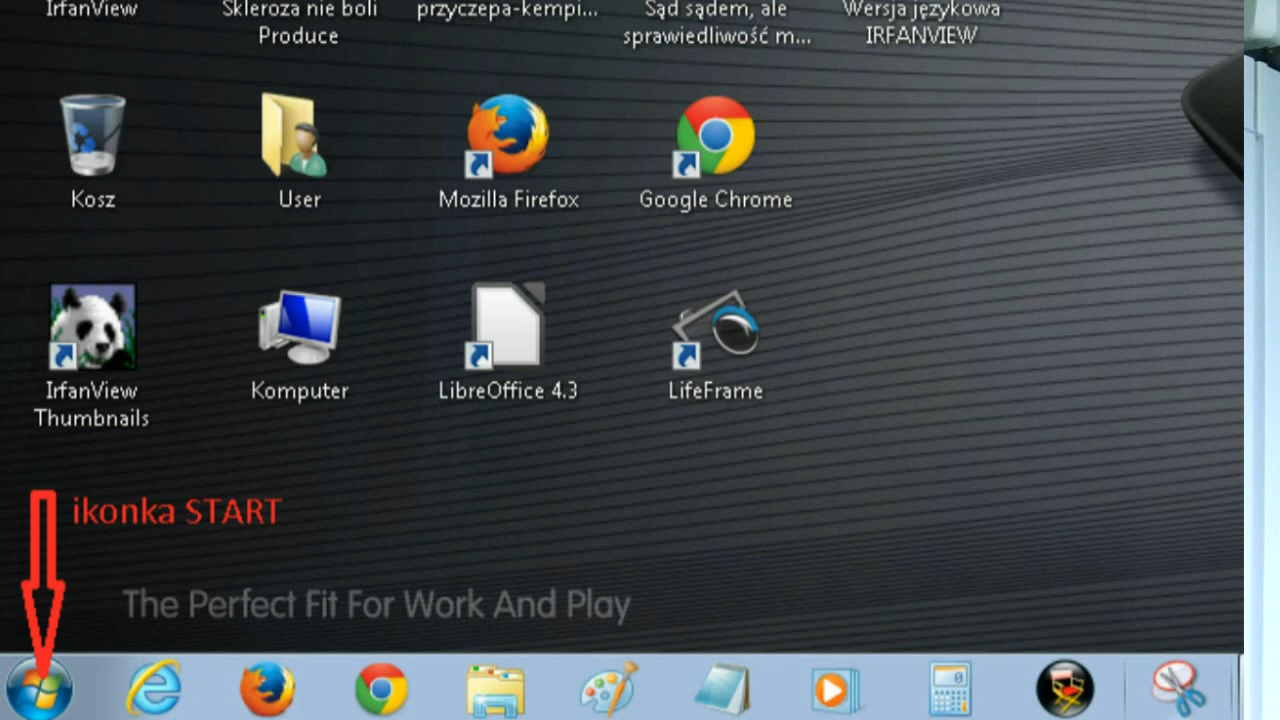 IrfanView
Skleroza nie boli
Produce
przyczepa-kempi...
Sąd sądem, ale
sprawiedliwość m...
Wersja językowa
IRFANVIEW
Kosz
User
Mozilla Firefox
Google Chrome
IrfanView
Thumbnails
Komputer
LibreOffice 4.3
LifeFrame
ikonka START
The Perfect Fit For Work And Play